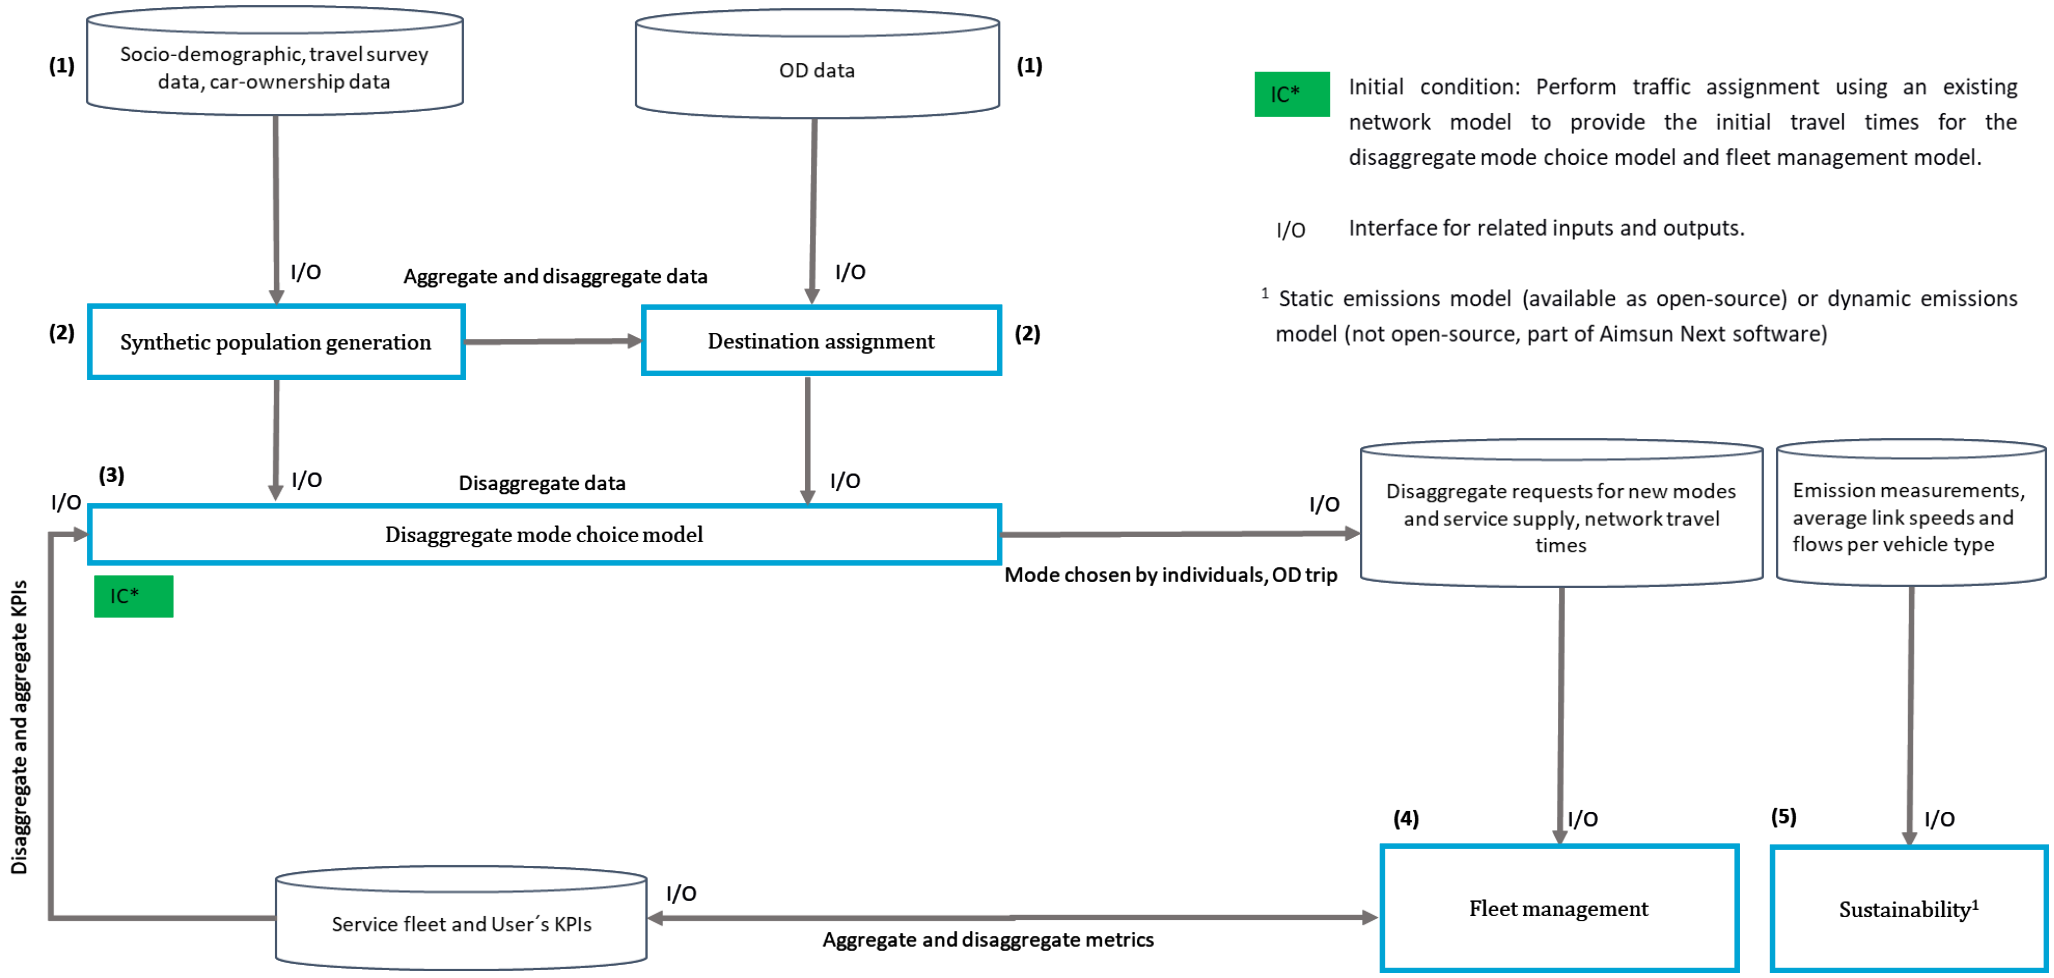 (1)
Socio-demographic, travel survey
data, car-ownership data
OD data
(1)
IC*
Initial condition: Perform traffic assignment using an existing
network model to provide the initial travel times for the
disaggregate mode choice model and fleet management model.
I/O
Interface for related inputs and outputs.
1 Static emissions model (available as open-source) or dynamic emissions
model (not open-source, part of Aimsun Next software)
I/O
Aggregate and disaggregate data
I/O
(2)
Synthetic population generation
Destination assignment
(2)
(3)
I/O
I/O
Disaggregate data
I/O
Disaggregate mode choice model
IC*
I/O
Mode chosen by individuals, OD trip
Disaggregate requests for new modes
and service supply, network travel
times
Emission measurements,
average link speeds and
flows per vehicle type
Disaggregate and aggregate KPIs
(4)
I/O
(5)
I/O
Service fleet and User´s KPIs
I/O
Aggregate and disaggregate metrics
Fleet management
Sustainability1